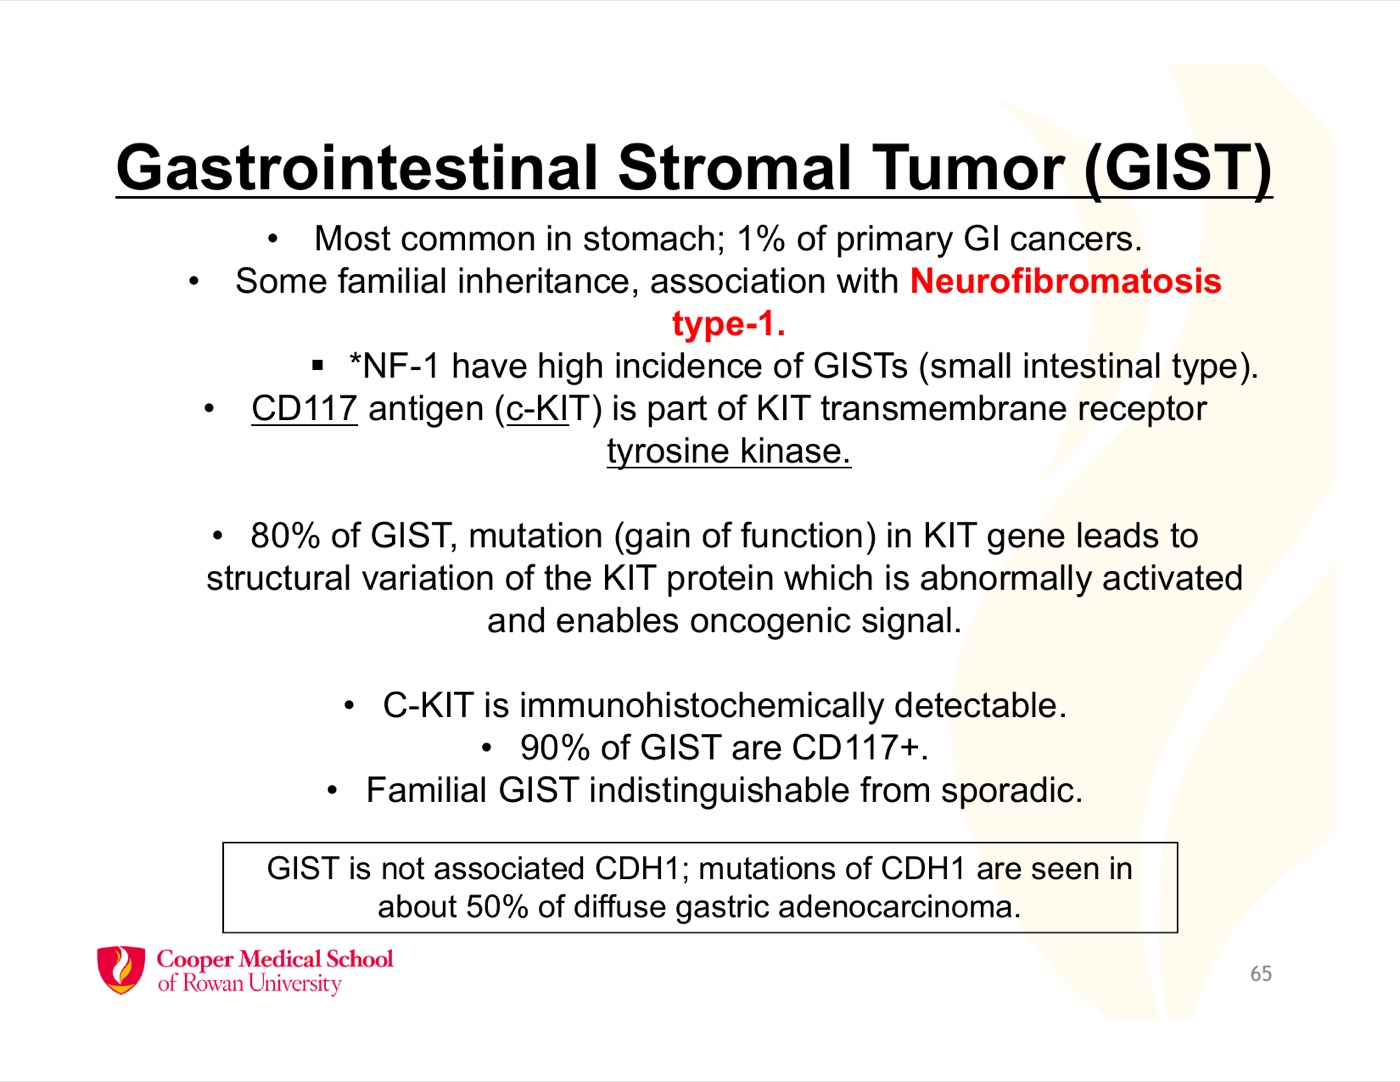 Gastrointestinal Stromal Tumor (GIST)
• Most common in stomach; 1% of primary GI cancers.
• Some familial inheritance, association with Neurofibromatosis
type-1.
▪ *NF-1 have high incidence of GISTs (small intestinal type).
• CD117 antigen (c-KIT) is part of KIT transmembrane receptor
tyrosine kinase.
• 80% of GIST, mutation (gain of function) in KIT gene leads to
structural variation of the KIT protein which is abnormally activated
and enables oncogenic signal.
• C-KIT is immunohistochemically detectable.
• 90% of GIST are CD117+.
• Familial GIST indistinguishable from sporadic.
GIST is not associated CDH1; mutations of CDH1 are seen in
about 50% of diffuse gastric adenocarcinoma.
Cooper Medical School
of Rowan University
65